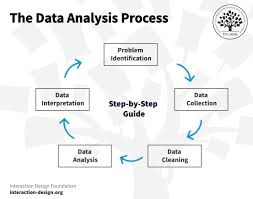 The Data Analysis Process
Problem
Identification
Data
Interpretation
Data
Collection
Step-by-Step
Guide
Data
Analysis
Data
Cleaning
Interaction Design Foundation
interaction-design.org